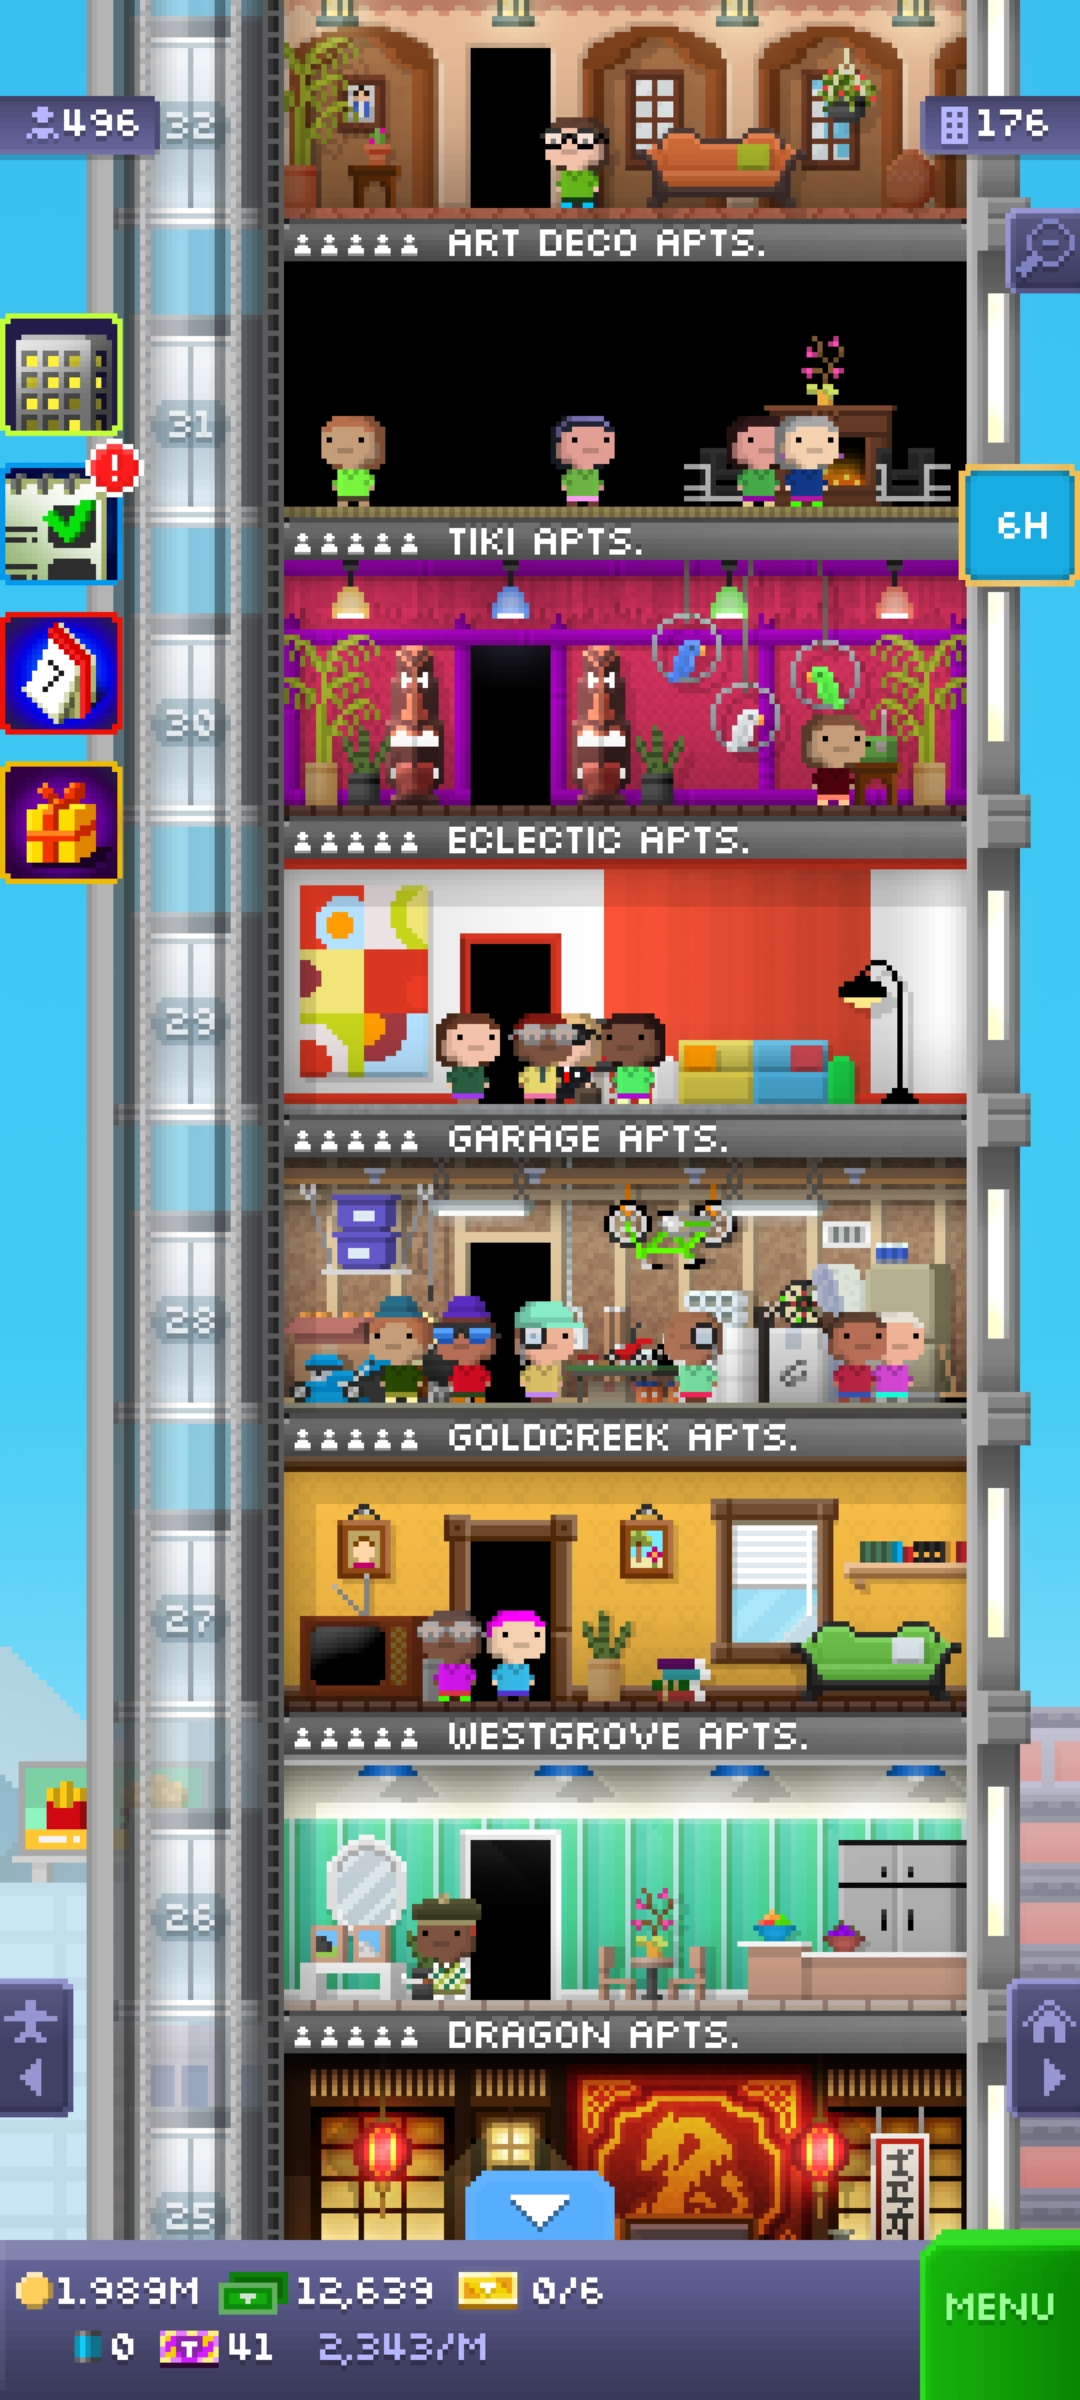 496
32
176
ART DECO APTS.
31
6H
TIKI APTS.
30
ECLECTIC APTS.
29
GARAGE APTS.
28
GOLDCREEK APTS.
27
WESTGROVE APTS.
26
DRAGON APTS.
25
1.989M 12,639 0/6
0 41 2,343/M
MENU